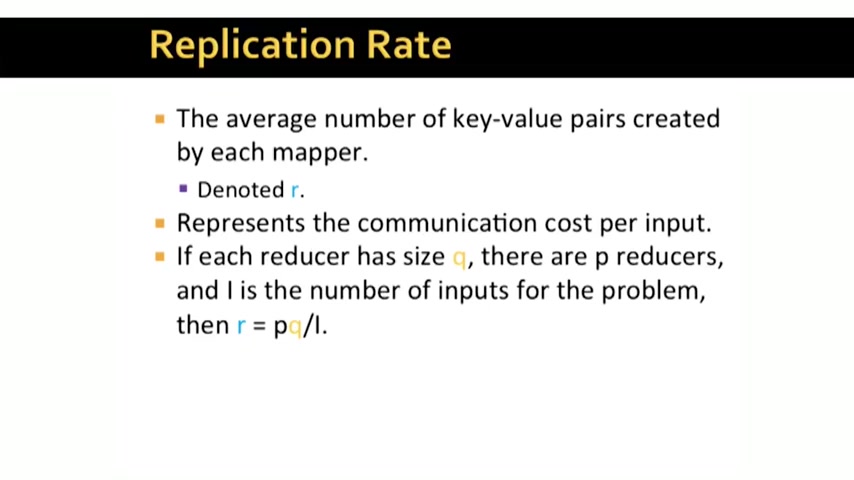 Replication Rate
The average number of key-value pairs created
by each mapper.
Denoted r.
Represents the communication cost per input.
If each reducer has size q, there are p reducers,
and I is the number of inputs for the problem,
then r = pq/I.